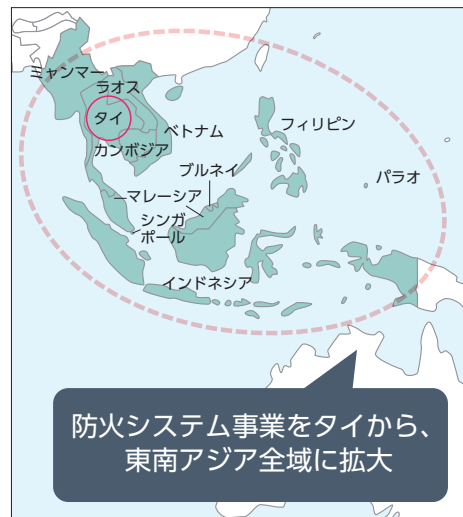 ミャンマー
ラオス
タイ
ベトナム
フィリピン
カンボジア
ブルネイ
パラオ
マレーシア
シンガ
ポール
インドネシア
防火システム事業をタイから、
東南アジア全域に拡大